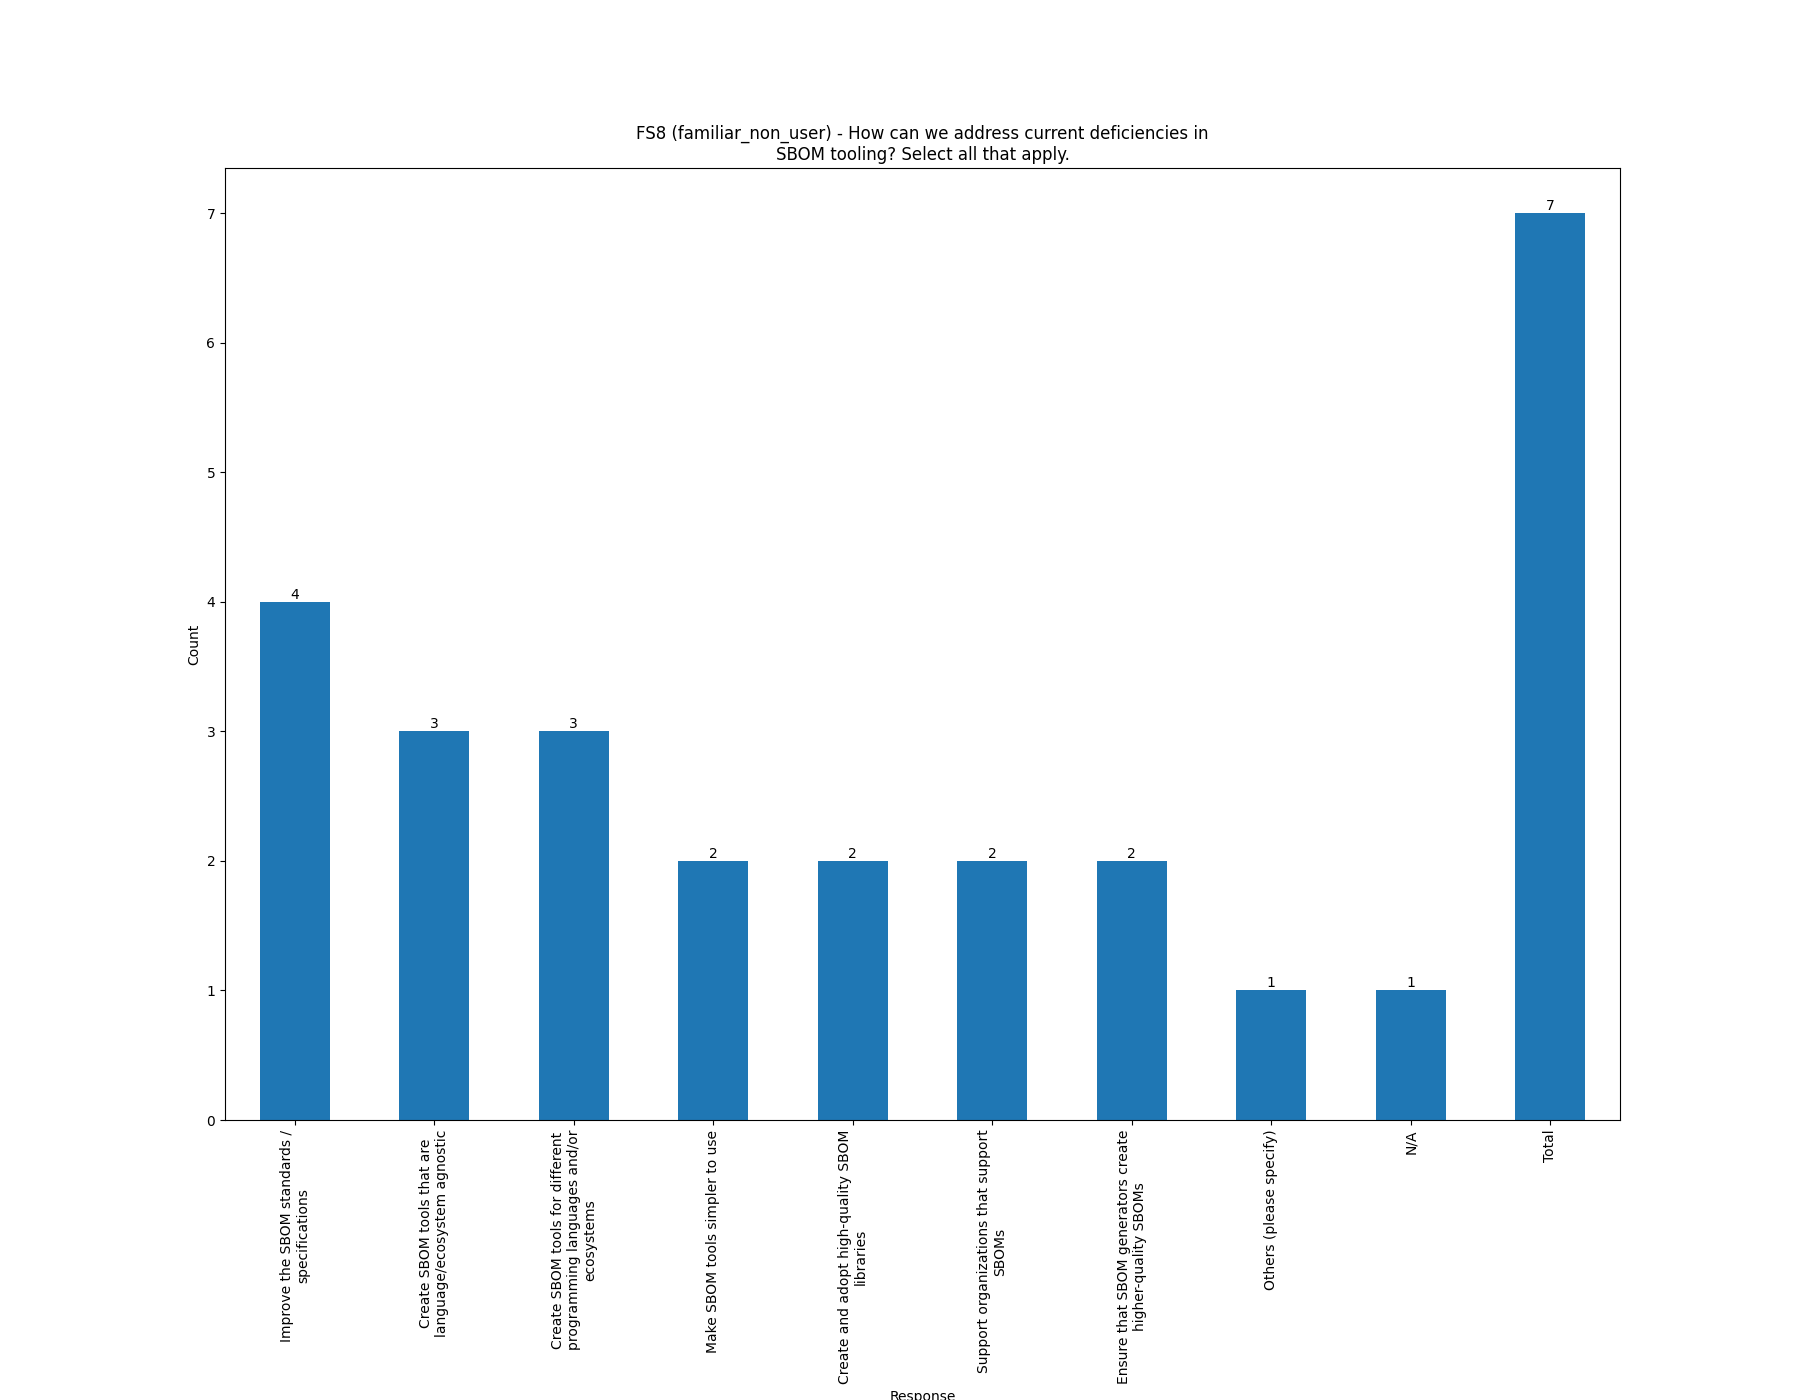 FS8 (familiar_non_user) - How can we address current deficiencies in
SBOM tooling? Select all that apply.
7
6
5
4
3
2
1
0
Count
4
3
3
2
2
2
2
1
1
7
Improve the SBOM standards /
specifications
Create SBOM tools that are
language/ecosystem agnostic
Create SBOM tools for different
programming languages and/or
ecosystems
Make SBOM tools simpler to use
Create and adopt high-quality SBOM
libraries
Support organizations that support
SBOMs
Ensure that SBOM generators create
higher-quality SBOMs
Others (please specify)
N/A
Total
Response